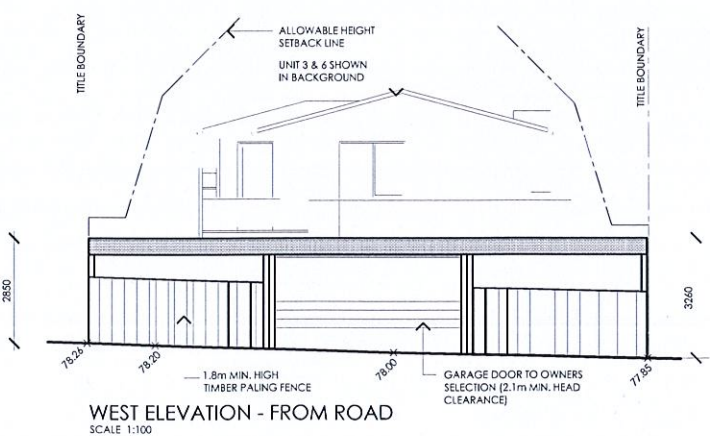 TITLE BOUNDARY
ALLOWABLE HEIGHT
SETBACK LINE
UNIT 3 & 6 SHOWN
IN BACKGROUND
TITLE BOUNDARY
2850
3260
78.26
78.20
78.00
77.85
1.8m MIN. HIGH
TIMBER PALING FENCE
GARAGE DOOR TO OWNERS
SELECTION (2.1m MIN. HEAD
CLEARANCE)
WEST ELEVATION - FROM ROAD
SCALE 1:100